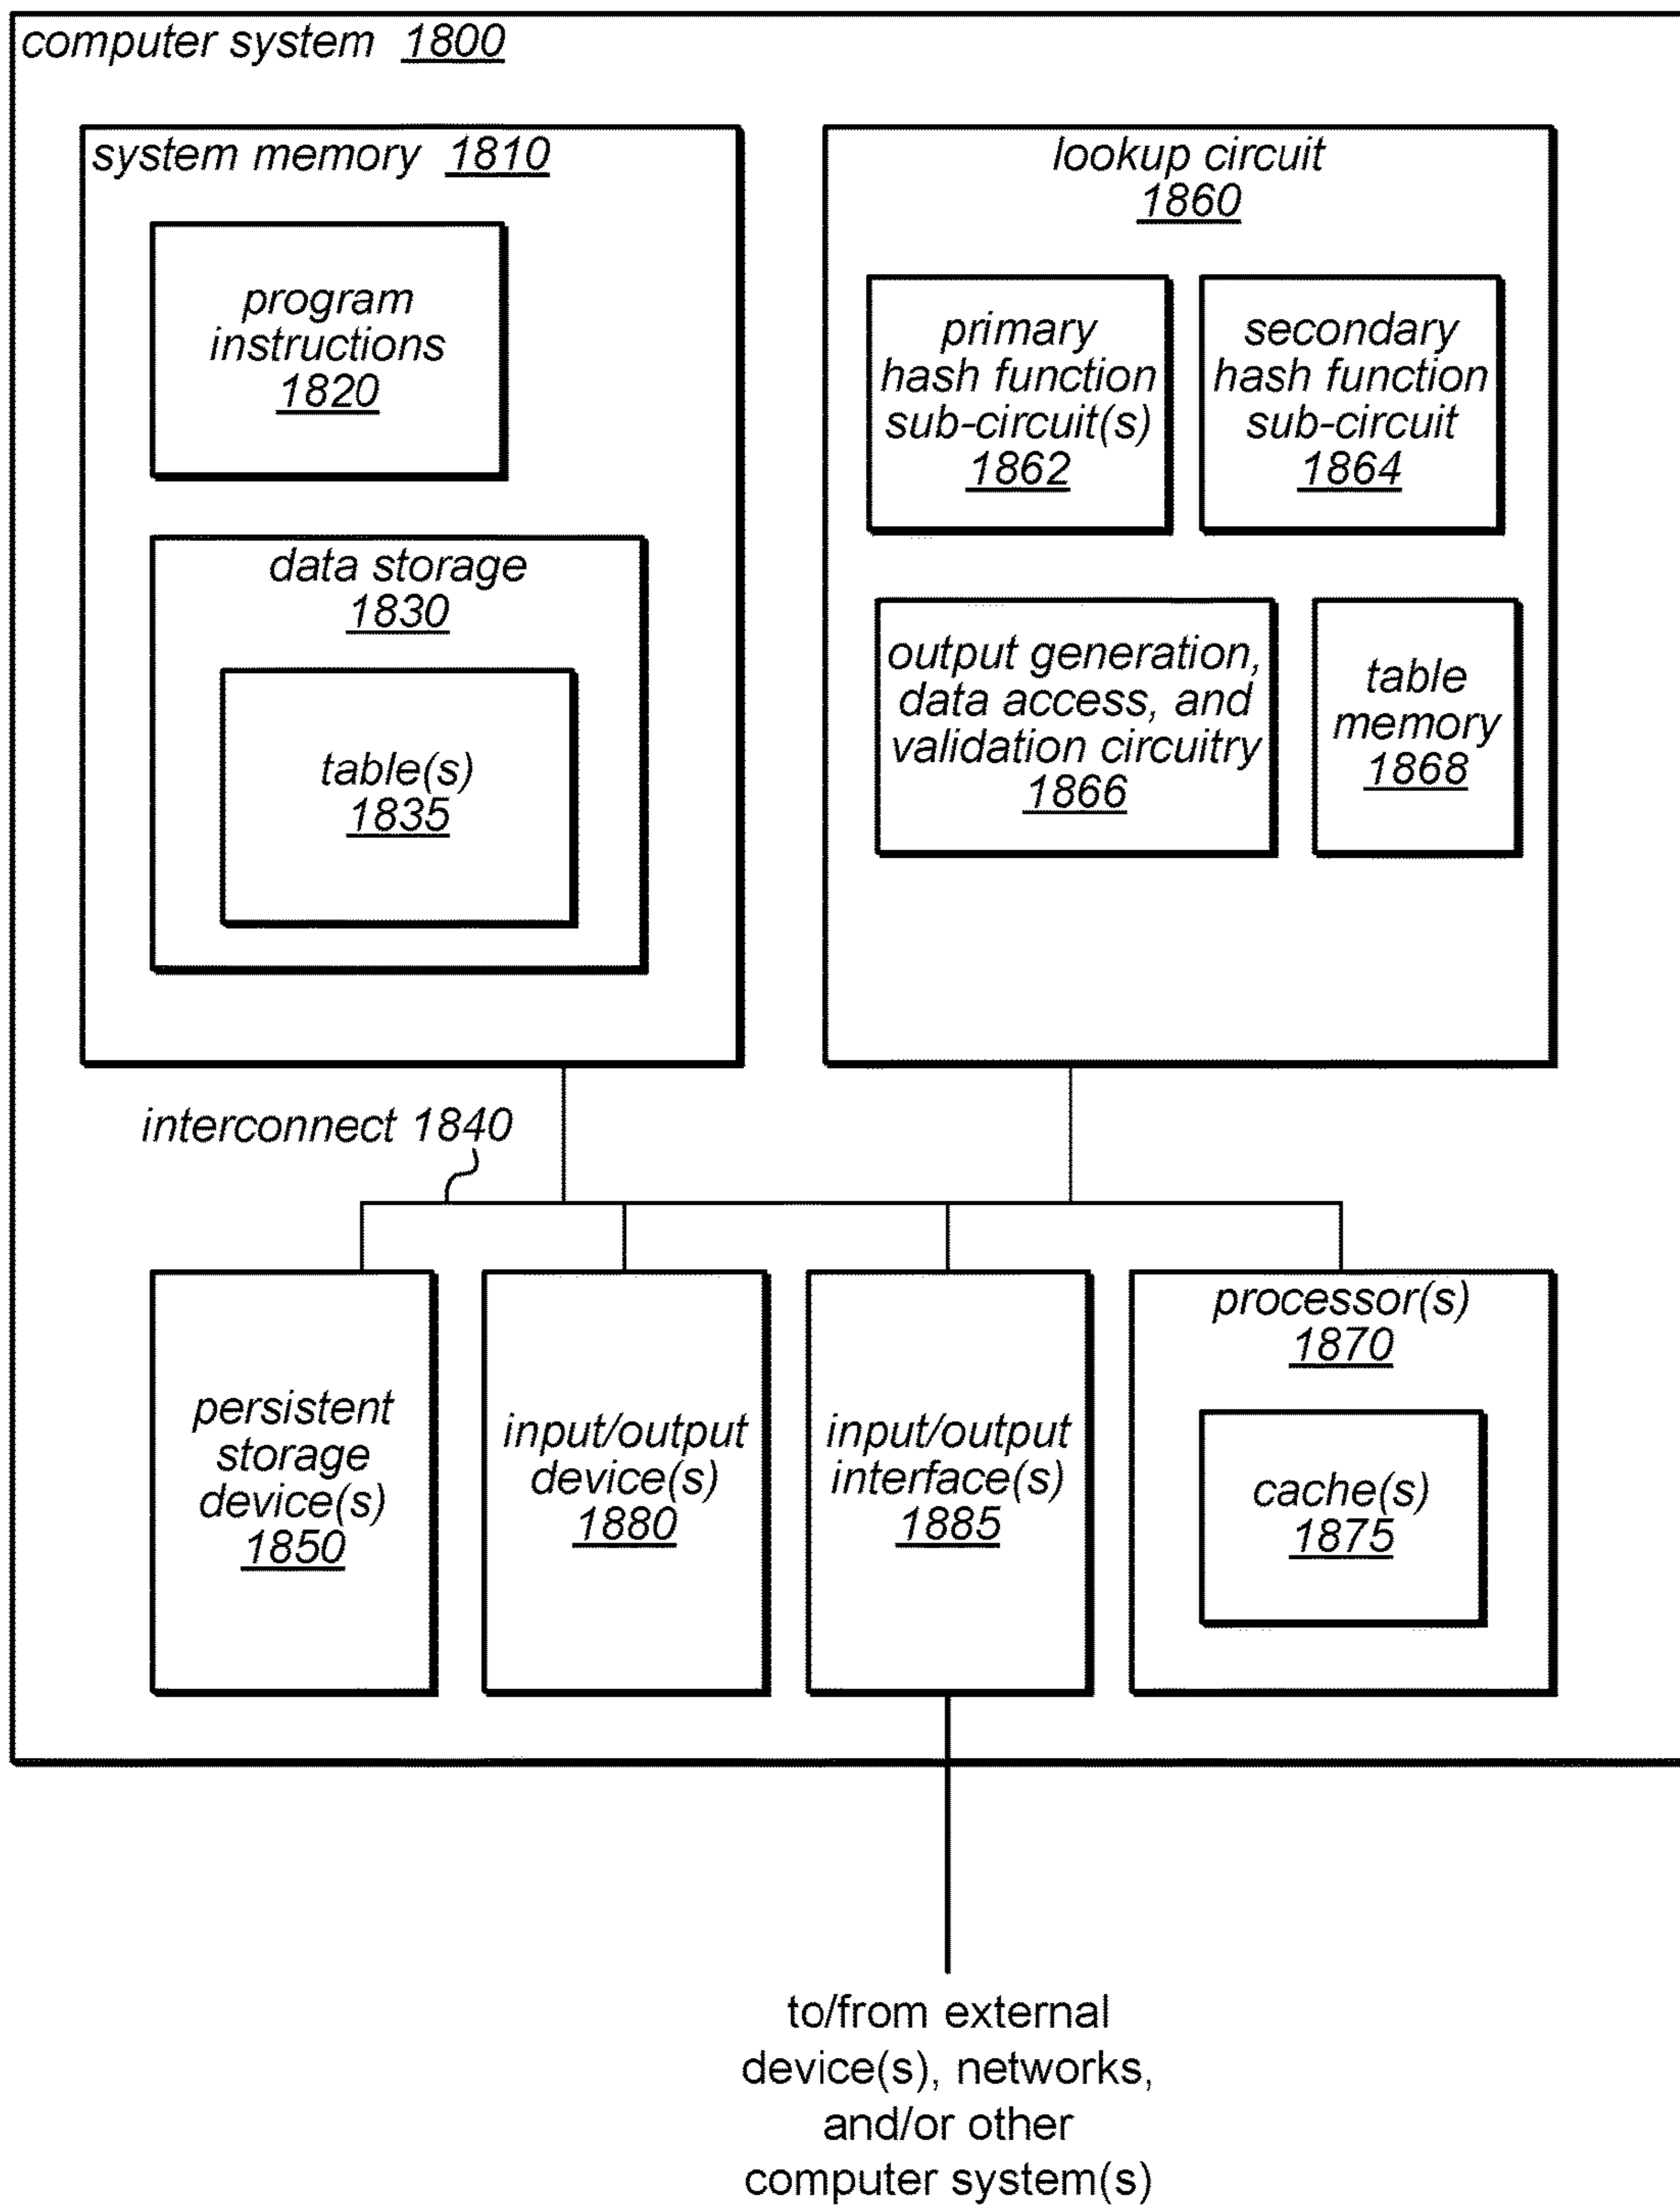 computer system 1800
system memory 1810
program
instructions
1820
data storage
1830
table(s)
1835
lookup circuit
1860
primary
hash function
sub-circuit(s)
1862
secondary
hash function
sub-circuit
1864
output generation,
data access, and
validation circuitry
1866
table
memory
1868
interconnect 1840
persistent
storage
device(s)
1850
input/output
device(s)
1880
input/output
interface(s)
1885
processor(s)
1870
cache(s)
1875
to/from external
device(s), networks,
and/or other
computer system(s)